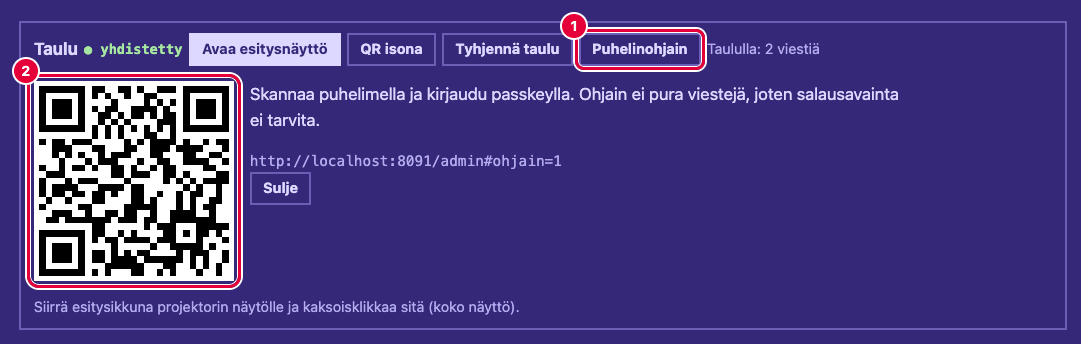 1
Taulu ● yhdistetty Avaa esitysnäyttö QR isona Tyhjennä taulu Puhelinohjain Taululla: 2 viestiä
2
Skannaa puhelimella ja kirjaudu passkeylla. Ohjain ei pura viestejä, joten salausavainta
ei tarvita.
http://localhost:8091/admin#ohjain=1
Sulje
Siirrä esitysikkuna projektorin näytölle ja kaksoisklikkaa sitä (koko näyttö).